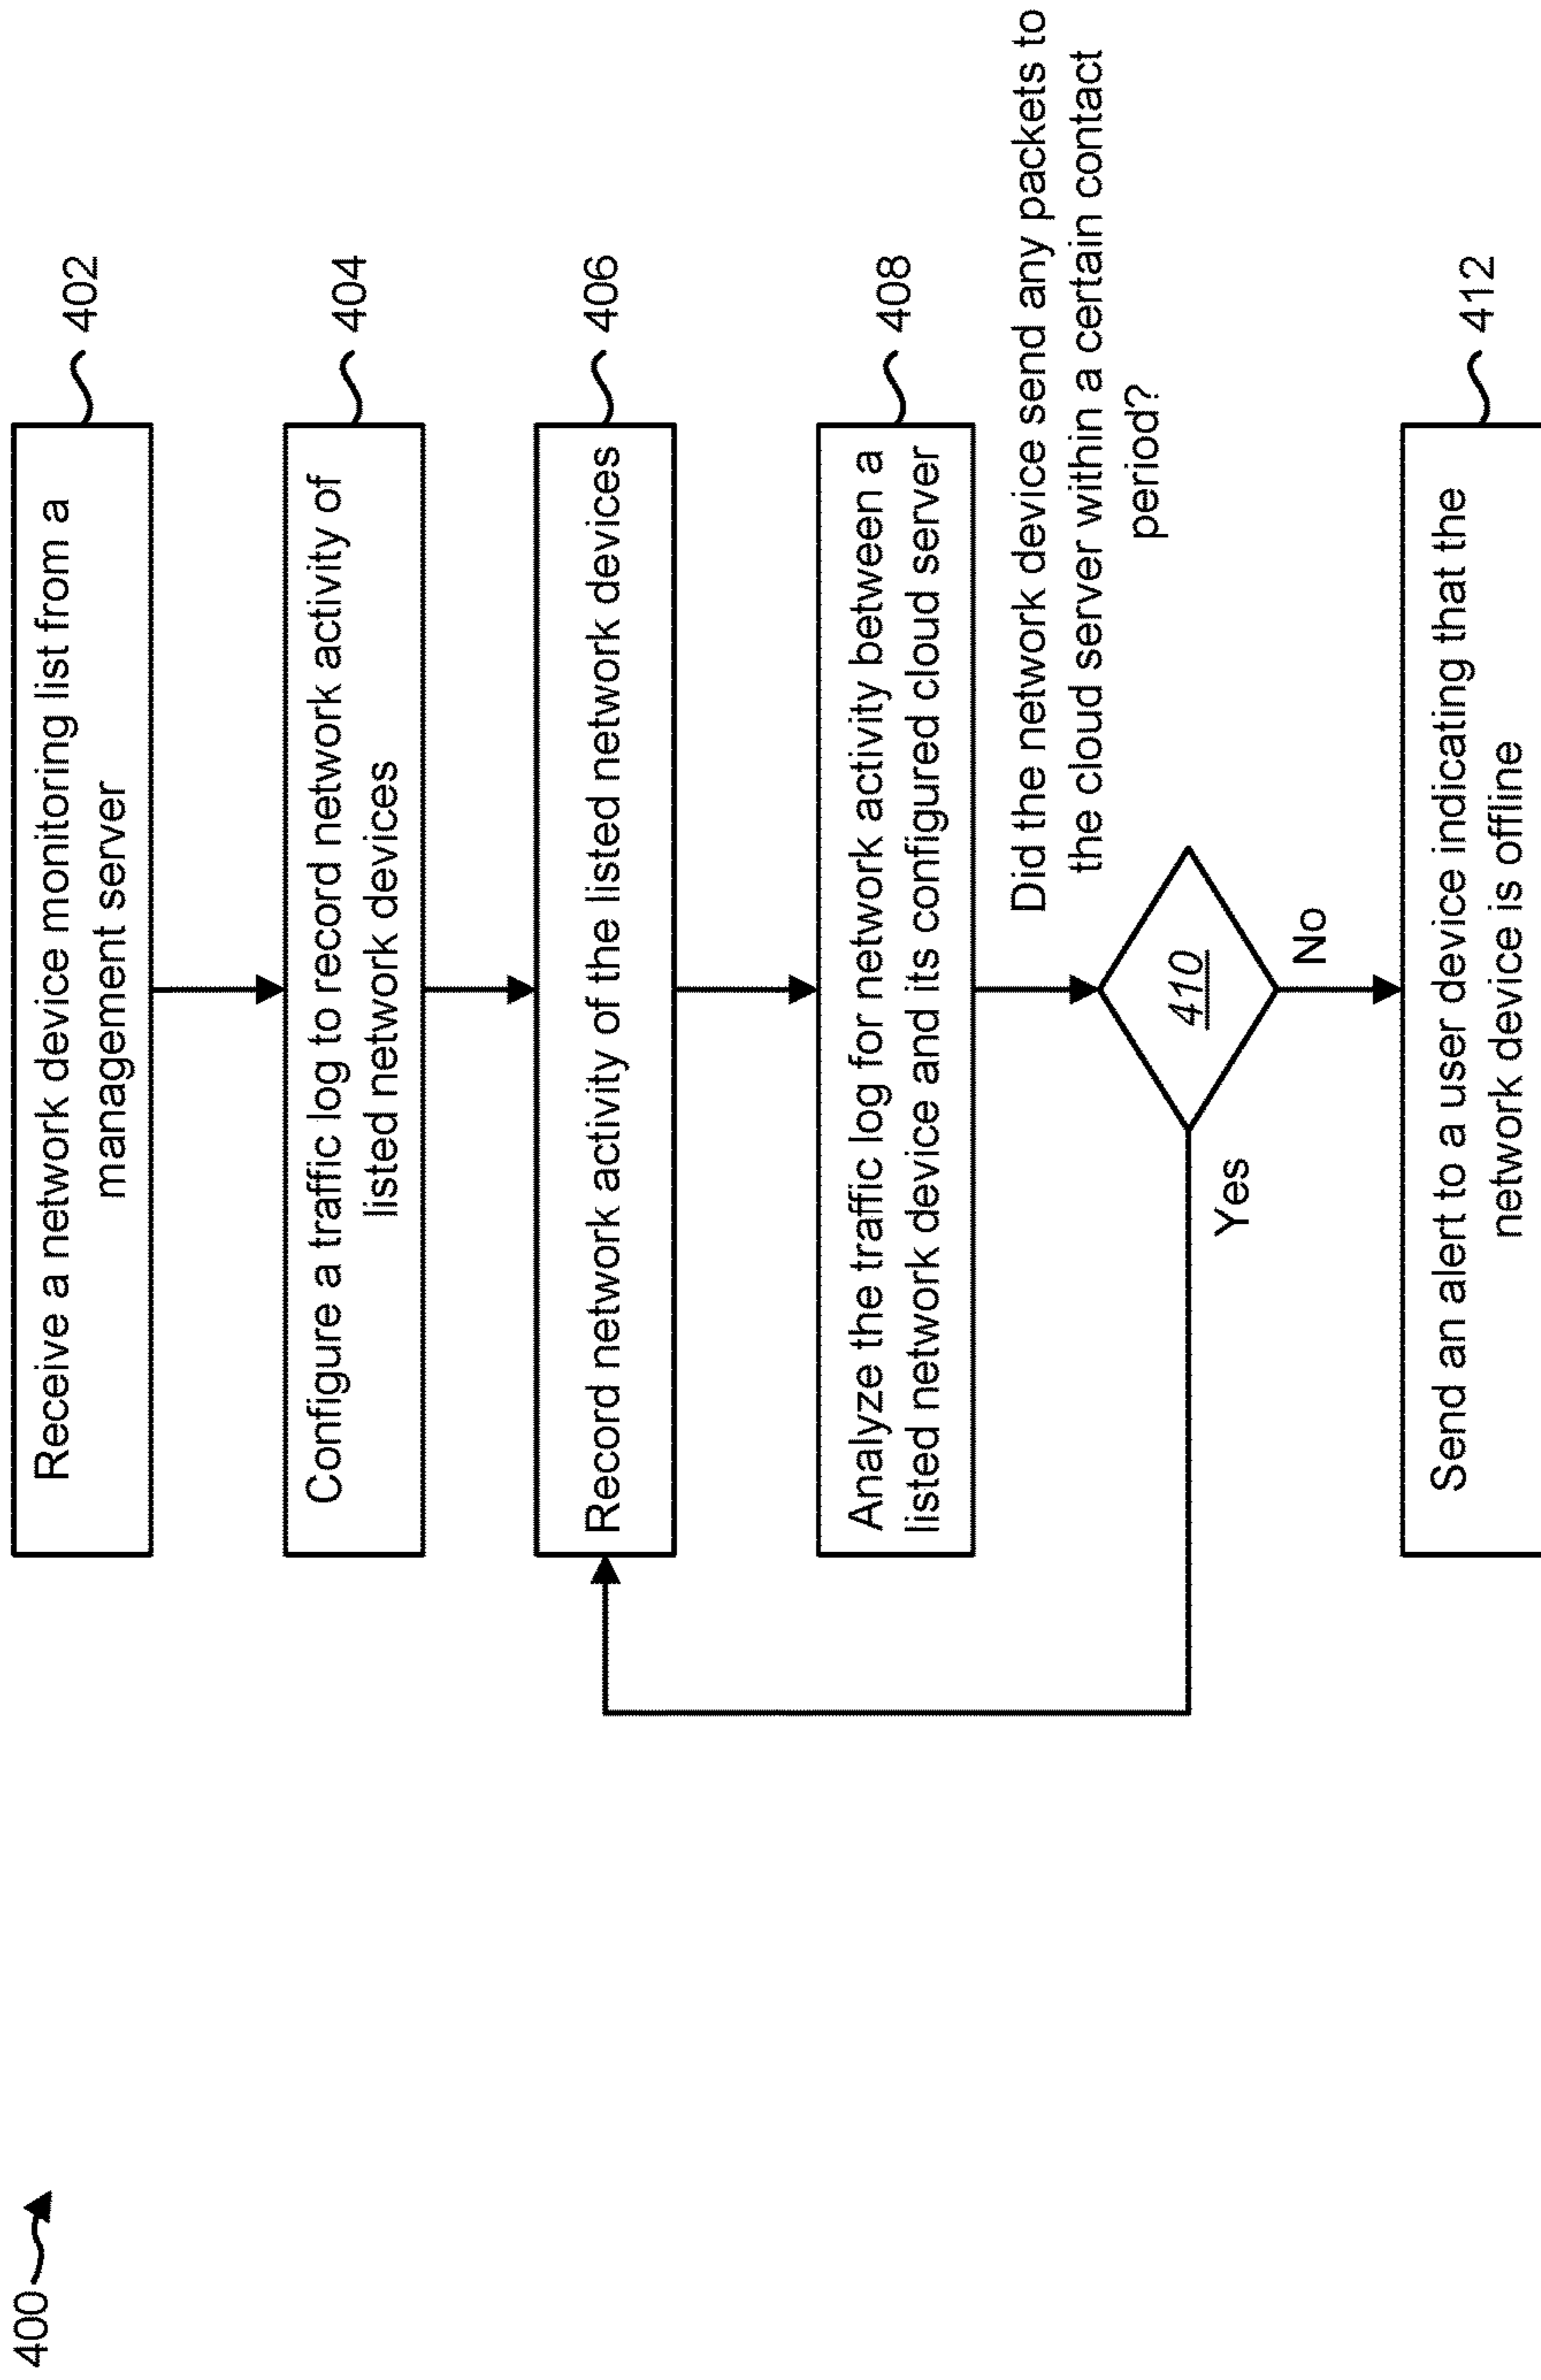 400
Receive a network device monitoring list from a
management server
402
Configure a traffic log to record network activity of
listed network devices
404
Record network activity of the listed network devices
406
Analyze the traffic log for network activity between a
listed network device and its configured cloud server
408
Did the network device send any packets to
the cloud server within a certain contact
period?
410
Yes
No
Send an alert to a user device indicating that the
network device is offline
412